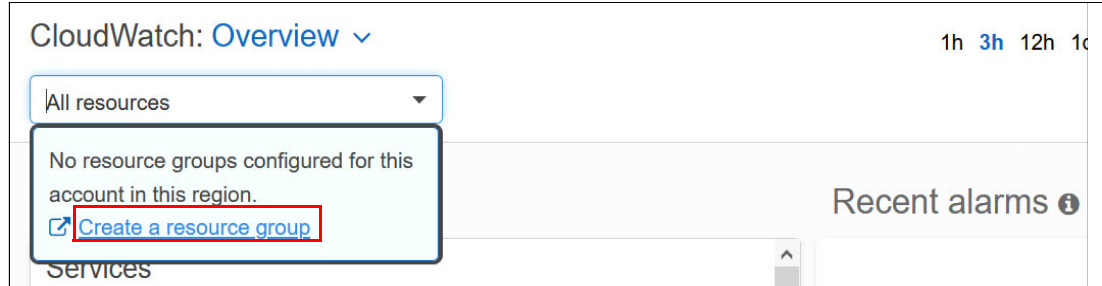 CloudWatch: Overview
1h 3h 12h
All resources
No resource groups configured for this
account in this region.
Create a resource group
Recent alarms
Services